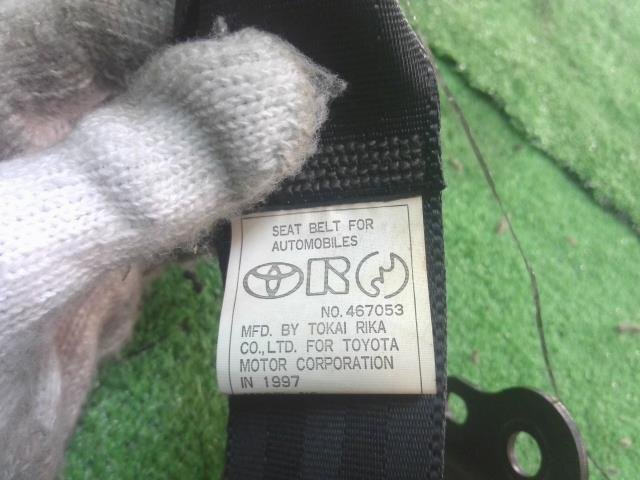 SEAT BELT FOR
AUTOMOBILES
NO. 467053
MFD. BY TOKAI RIKA
CO., LTD. FOR TOYOTA
MOTOR CORPORATION
IN 1997